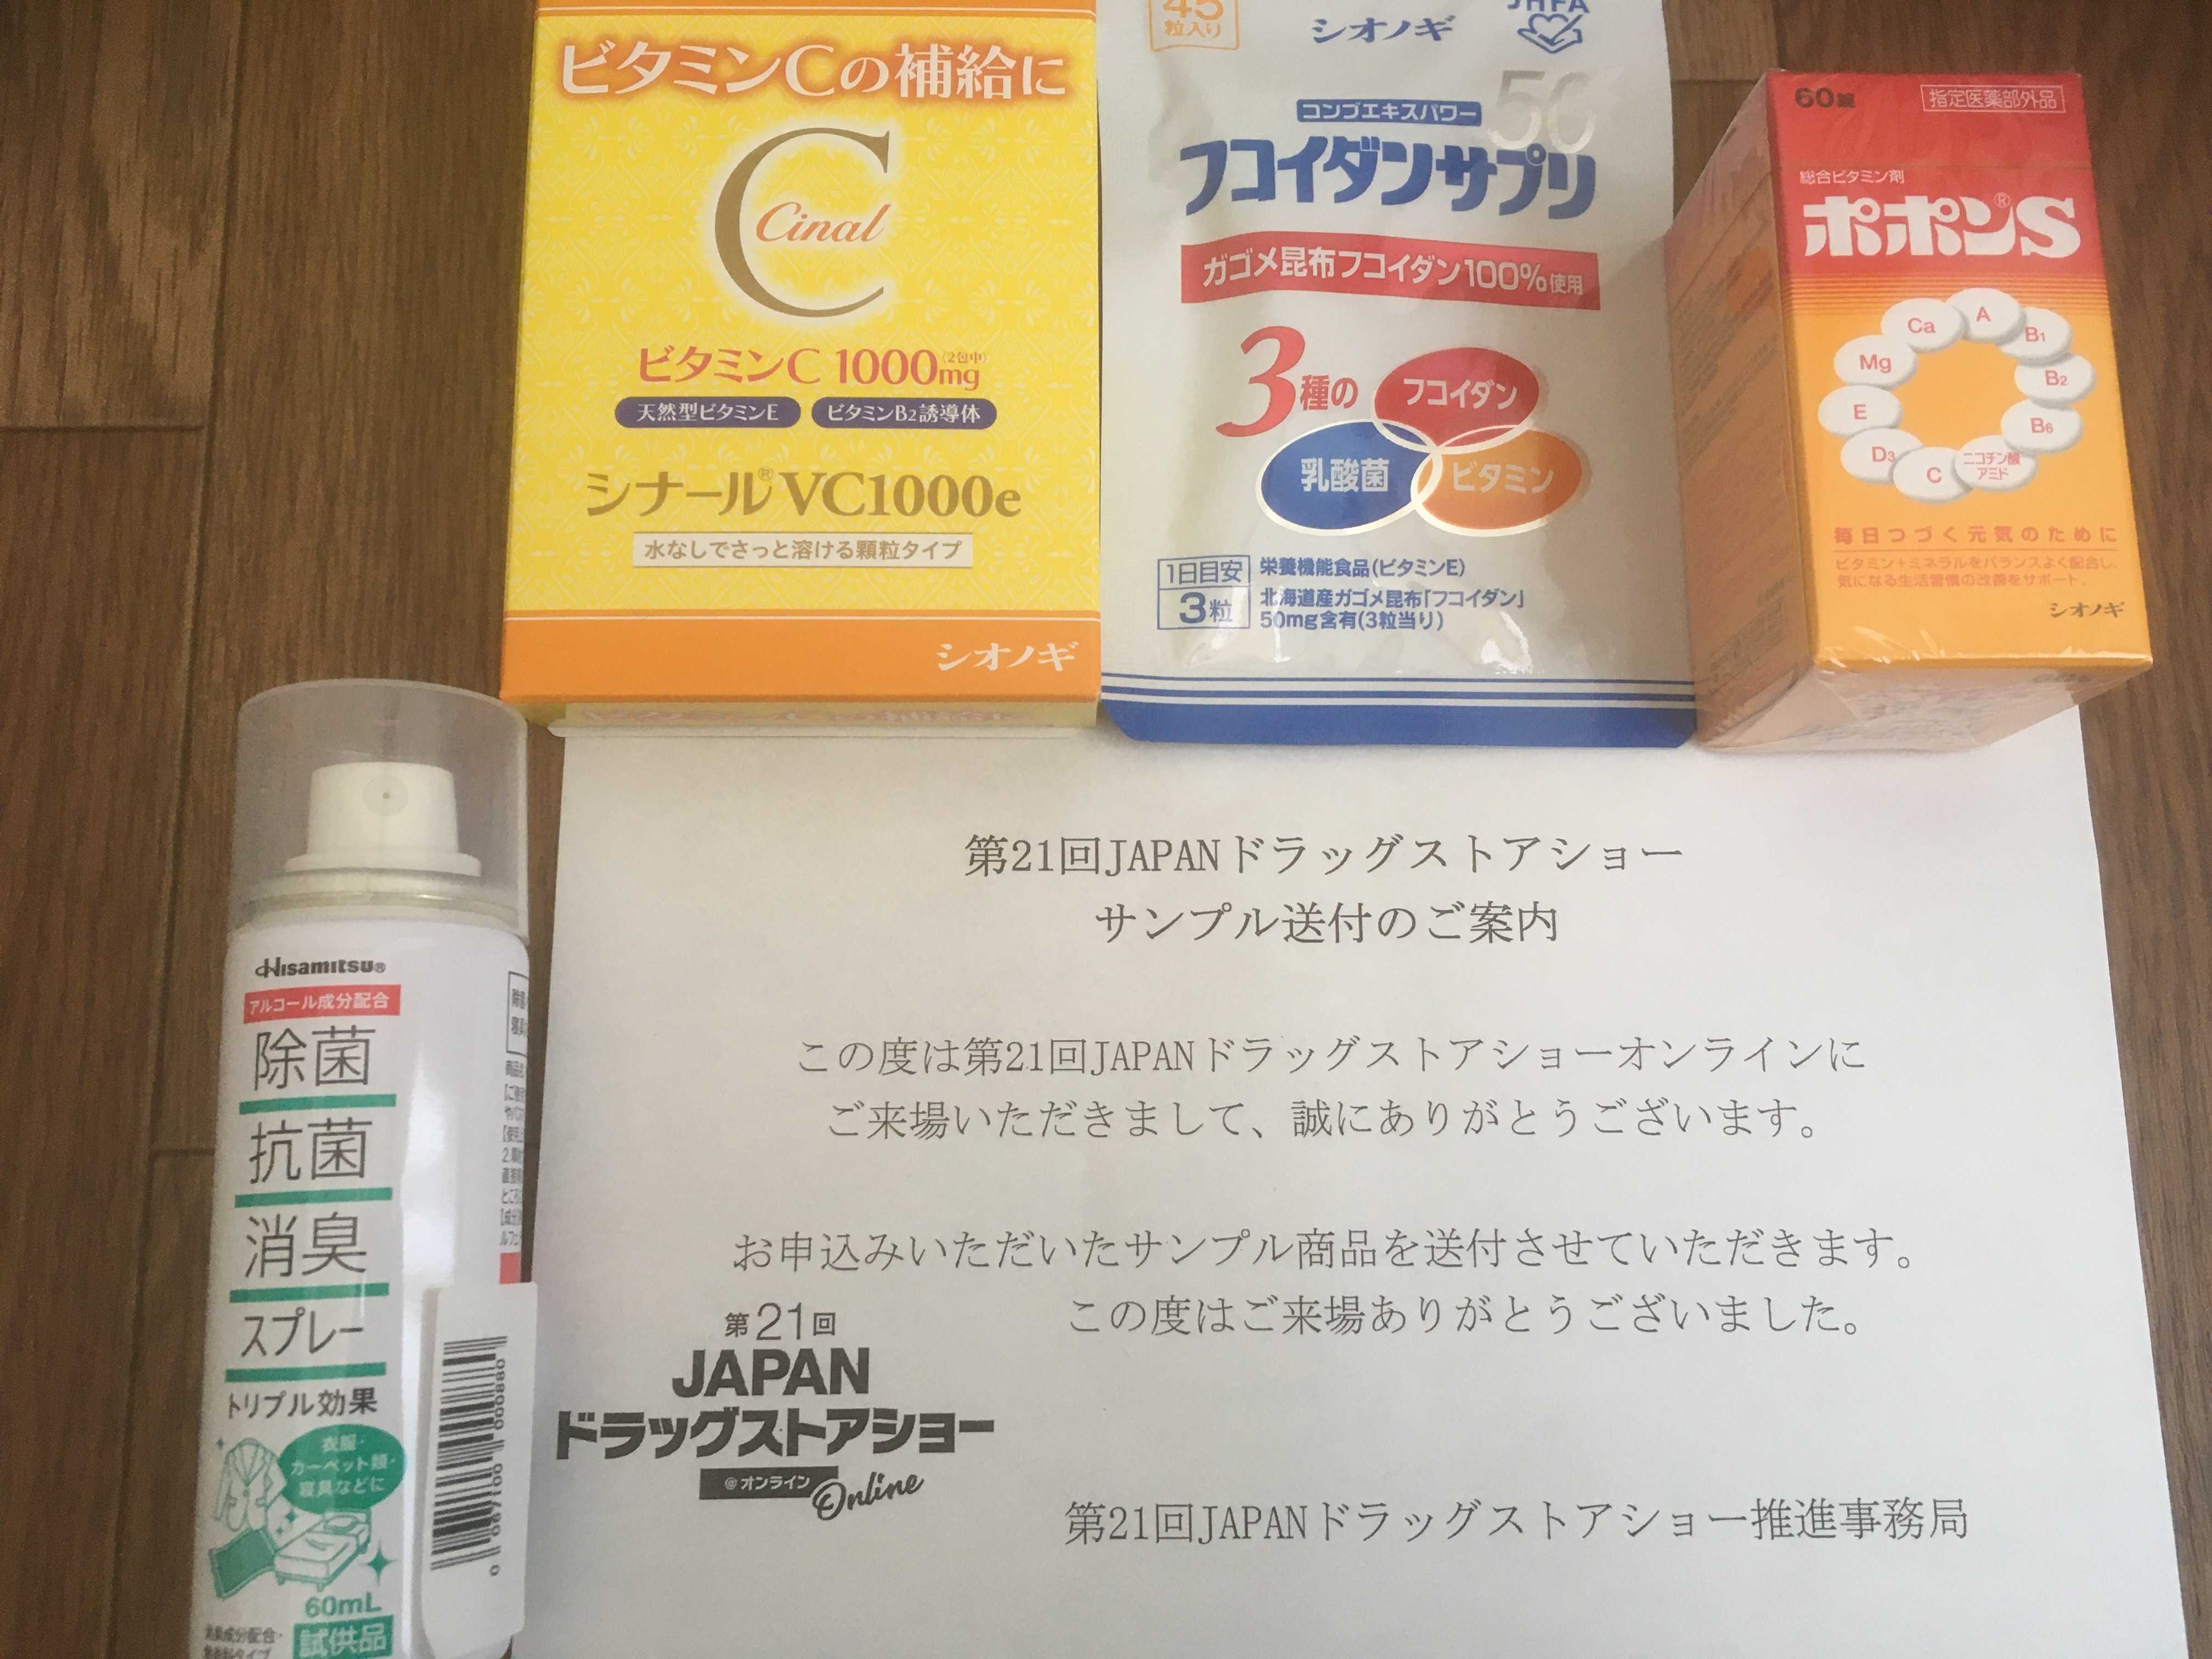 ビタミンCの補給に
C
Cinal
ビタミンC 1000mg(2包中)
天然型ビタミンE ビタミンB2誘導体
シナール®VC1000e
水なしでさっと溶ける顆粒タイプ
シオノギ
45
粒入り
シオノギ
JHFA
50
コンブエキスパワー
フコイダンサプリ
ガゴメ昆布フコイダン100%使用
3種の
フコイダン
乳酸菌
ビタミン
1日目安
3粒
栄養機能食品(ビタミンE)
北海道産ガゴメ昆布「フコイダン」
50mg含有(3粒当り)
60錠
指定医薬部外品
総合ビタミン剤
ポポン®S
A
B1
B2
B6
ニコチン酸
アミド
C
D3
E
Mg
Ca
毎日つづく元気のために
ビタミン+ミネラルをバランスよく配合し、
気になる生活習慣の改善をサポート。
シオノギ
Hisamitsu®
アルコール成分配合
除菌
抗菌
消臭
スプレー
トリプル効果
衣服・
カーペット類・
寝具などに
60mL
試供品
消臭成分配合・
0 067100 000880
第21回JAPANドラッグストアショー
サンプル送付のご案内
この度は第21回JAPANドラッグストアショーオンラインに
ご来場いただきまして、誠にありがとうございます。
お申込みいただいたサンプル商品を送付させていただきます。
この度はご来場ありがとうございました。
第21回
JAPAN
ドラッグストアショー
@オンライン Online
第21回JAPANドラッグストアショー推進事務局